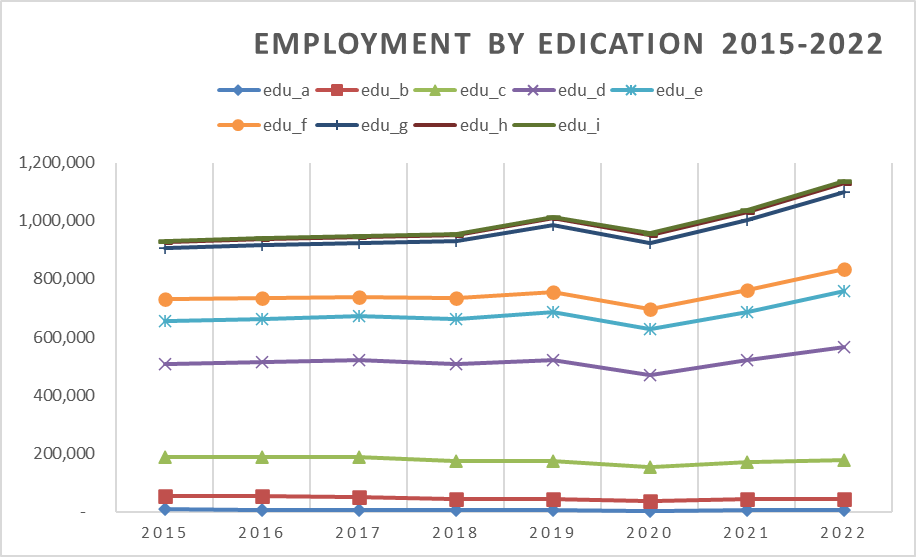 EMPLOYMENT BY EDICATION 2015-2022
edu_a edu_b edu_c edu_d edu_e
edu_f edu_g edu_h edu_i
1,200,000
1,000,000
800,000
600,000
400,000
200,000
-
2015 2016 2017 2018 2019 2020 2021 2022